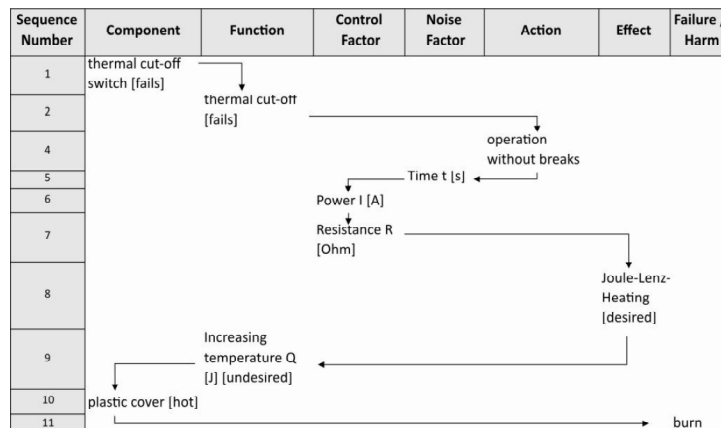 Sequence Number Component Function Control Factor Noise Factor Action Effect Failure / Harm
1 thermal cut-off switch [fails]
2 thermal cut-off [fails]
4 operation without breaks
5 Time t [s]
6 Power I [A]
7 Resistance R [Ohm]
8 Joule-Lenz-Heating [desired]
9 Increasing temperature Q [J] [undesired]
10 plastic cover [hot]
11 burn